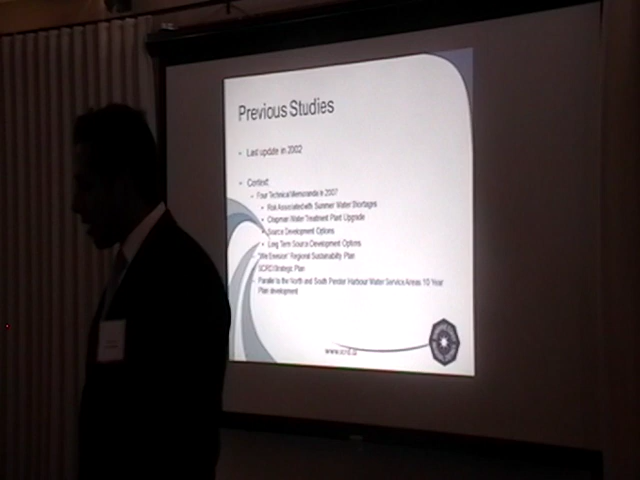 Previous Studies
- Last update in 2002
- Context:
- Four Technical Memoranda in 2007
• Risk Associated with Summer Water Shortages
• Chapman Water Treatment Plant Upgrade
• Source Development Options
• Long Term Source Development Options
- "We Envision" Regional Sustainability Plan
SCRD Strategic Plan
- Parallel to the North and South Pender Harbour Water Service Areas 10 Year
Plan development
www.scrd.ca